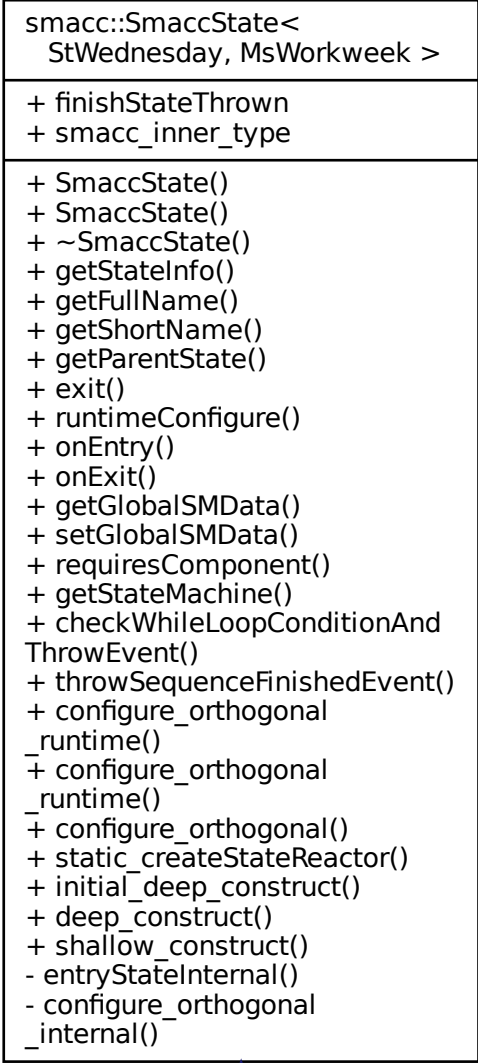 smacc::SmaccState<
StWednesday, MsWorkweek >
+ finishStateThrown
+ smacc_inner_type
+ SmaccState()
+ SmaccState()
+ ~SmaccState()
+ getStateInfo()
+ getFullName()
+ getShortName()
+ getParentState()
+ exit()
+ runtimeConfigure()
+ onEntry()
+ onExit()
+ getGlobalSMData()
+ setGlobalSMData()
+ requiresComponent()
+ getStateMachine()
+ checkWhileLoopConditionAnd
ThrowEvent()
+ throwSequenceFinishedEvent()
+ configure_orthogonal
_runtime()
+ configure_orthogonal
_runtime()
+ configure_orthogonal()
+ static_createStateReactor()
+ initial_deep_construct()
+ deep_construct()
+ shallow_construct()
- entryStateInternal()
- configure_orthogonal
_internal()